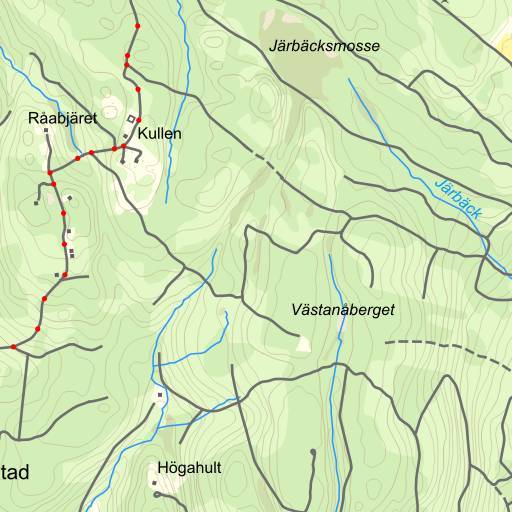 Järbäcksmosse
Råabjäret
Kullen
Järbäck
Västanåberget
tad
Högahult